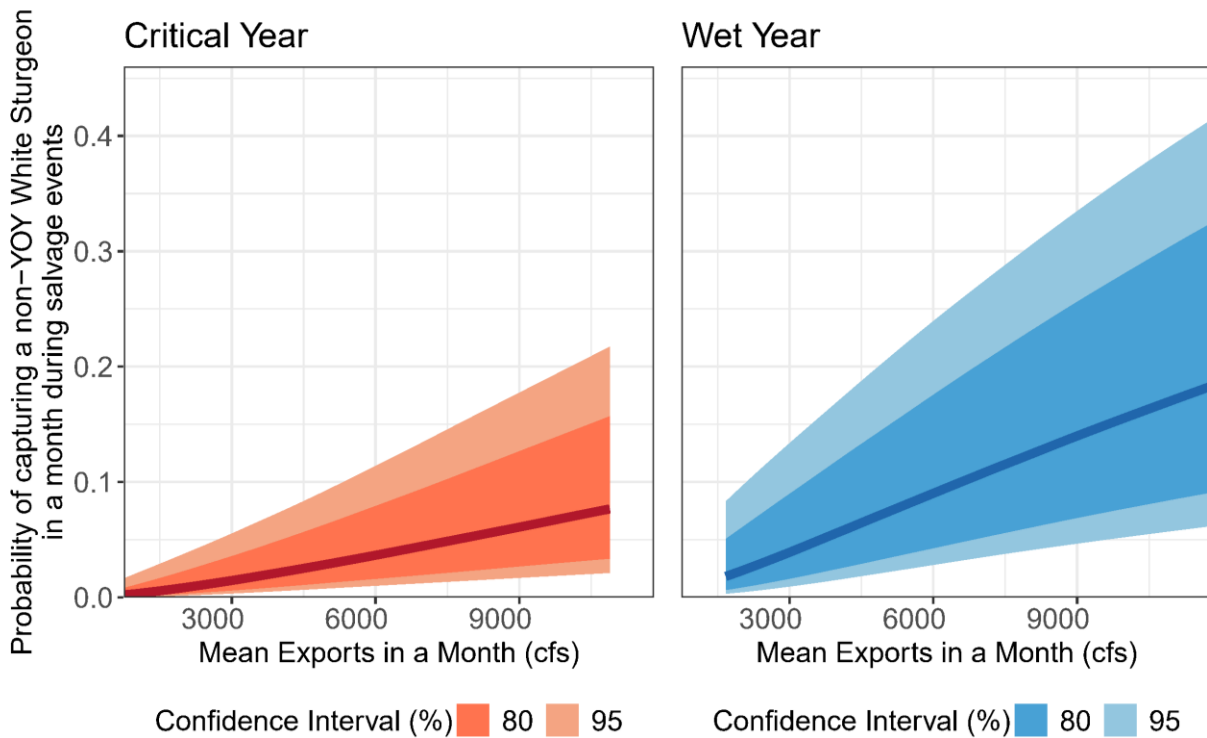 Critical Year
Wet Year
Probability of capturing a non−YOY White Sturgeon
in a month during salvage events
0.4
0.3
0.2
0.1
0.0
3000 6000 9000
3000 6000 9000
Mean Exports in a Month (cfs)
Mean Exports in a Month (cfs)
Confidence Interval (%) 80 95
Confidence Interval (%) 80 95